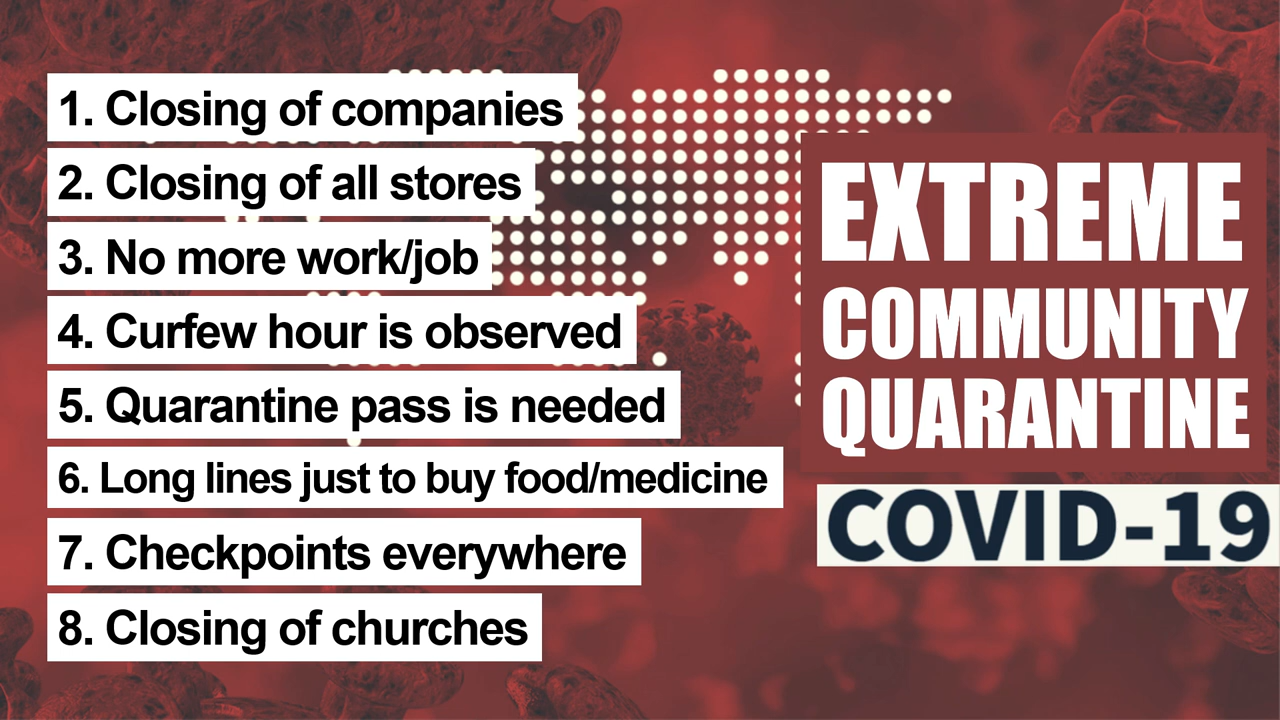 1. Closing of companies
2. Closing of all stores
3. No more work/job
4. Curfew hour is observed
5. Quarantine pass is needed
6. Long lines just to buy food/medicine
7. Checkpoints everywhere
8. Closing of churches
EXTREME
COMMUNITY
QUARANTINE
COVID-19